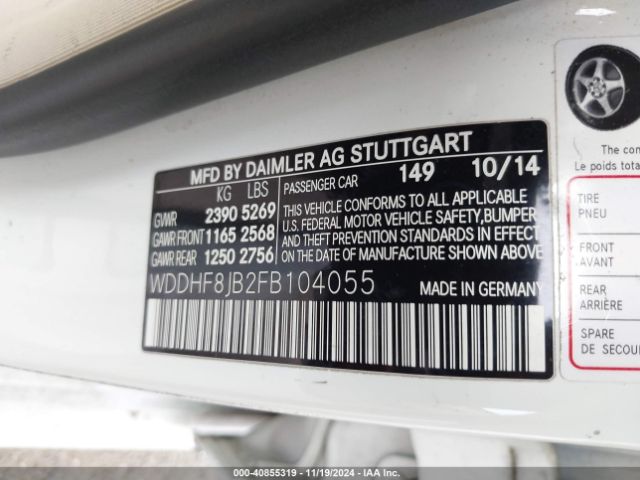 MFD BY DAIMLER AG STUTTGART
KG LBS
GVWR 2390 5269
GAWR FRONT 1165 2568
GAWR REAR 1250 2756
PASSENGER CAR 149 10/14
THIS VEHICLE CONFORMS TO ALL APPLICABLE
U.S. FEDERAL MOTOR VEHICLE SAFETY, BUMPER
AND THEFT PREVENTION STANDARDS IN EFFECT
ON THE DATE OF MANUFACTURE SHOWN ABOVE
WDDHF8JB2FB104055 MADE IN GERMANY
The
Le poids total
TIRE
PNEU
FRONT
AVANT
REAR
ARRIÈRE
SPARE
DE
000-40855319 - 11/19/2024 - IAA Inc.